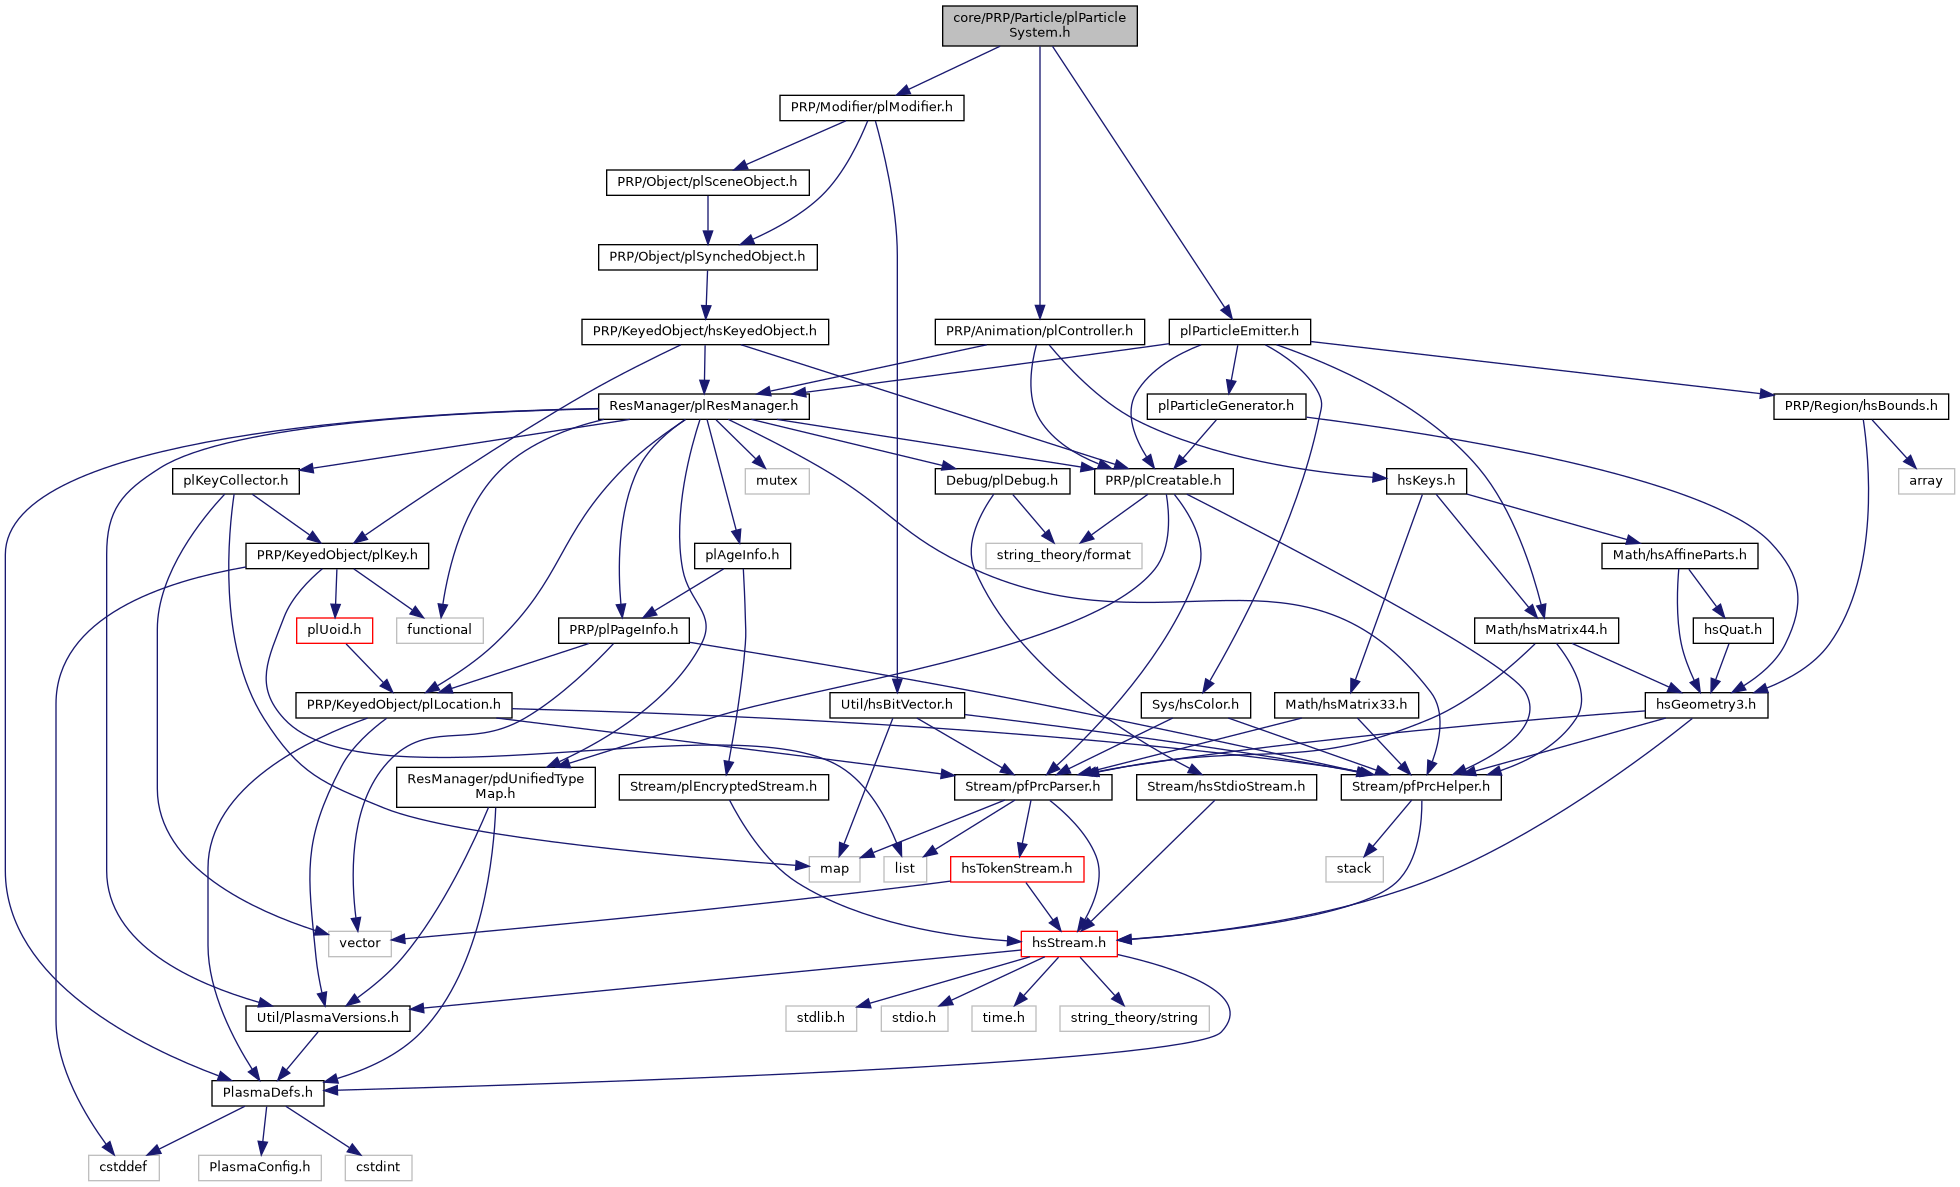 core/PRP/Particle/plParticle
System.h
PRP/Modifier/plModifier.h
PRP/Object/plSceneObject.h
PRP/Object/plSynchedObject.h
PRP/KeyedObject/hsKeyedObject.h
PRP/Animation/plController.h
plParticleEmitter.h
ResManager/plResManager.h
plParticleGenerator.h
PRP/Region/hsBounds.h
plKeyCollector.h
mutex
Debug/plDebug.h
PRP/plCreatable.h
hsKeys.h
array
PRP/KeyedObject/plKey.h
plAgeInfo.h
string_theory/format
Math/hsAffineParts.h
plUoid.h
functional
PRP/plPageInfo.h
Math/hsMatrix44.h
hsQuat.h
PRP/KeyedObject/plLocation.h
Util/hsBitVector.h
Sys/hsColor.h
Math/hsMatrix33.h
hsGeometry3.h
ResManager/pdUnifiedType
Map.h
Stream/plEncryptedStream.h
Stream/pfPrcParser.h
Stream/hsStdioStream.h
Stream/pfPrcHelper.h
map
list
hsTokenStream.h
stack
vector
hsStream.h
Util/PlasmaVersions.h
stdlib.h
stdio.h
time.h
string_theory/string
PlasmaDefs.h
cstddef
PlasmaConfig.h
cstdint